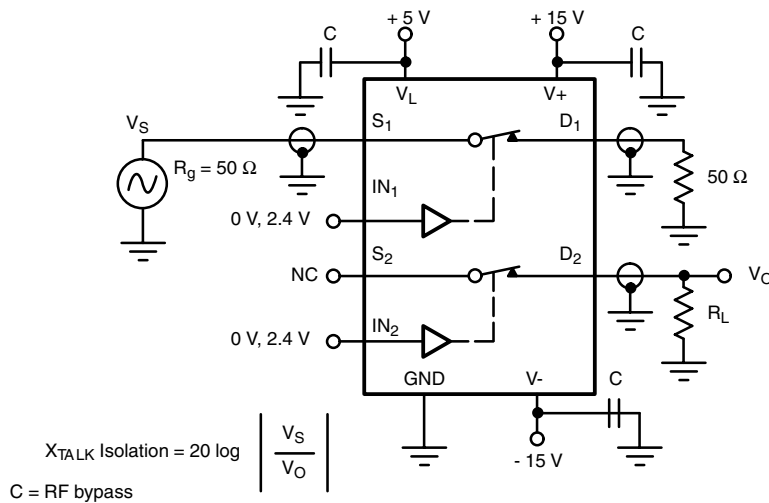 + 5 V
+ 15 V
C
C
V_L
V+
V_S
S_1
D_1
R_g = 50 Ω
50 Ω
IN_1
0 V, 2.4 V
S_2
D_2
NC
V_O
R_L
0 V, 2.4 V
IN_2
GND
V-
C
X_TALK Isolation = 20 log | V_S / V_O |
- 15 V
C = RF bypass